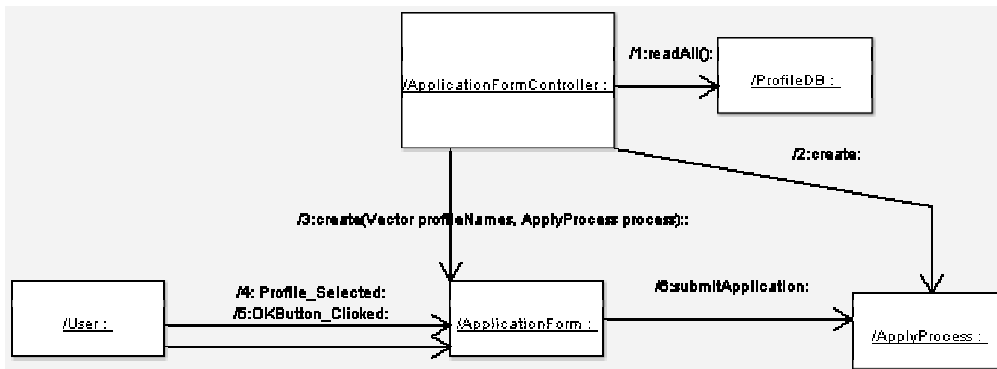 /1:readAll():
/ApplicationFormController :
/ProfileDB :
/2:create:
/3:create(Vector profileNames, ApplyProcess process)::
/4: Profile_Selected:
/5:OKButton_Clicked:
/6:submitApplication:
/User :
/ApplicationForm :
/ApplyProcess :